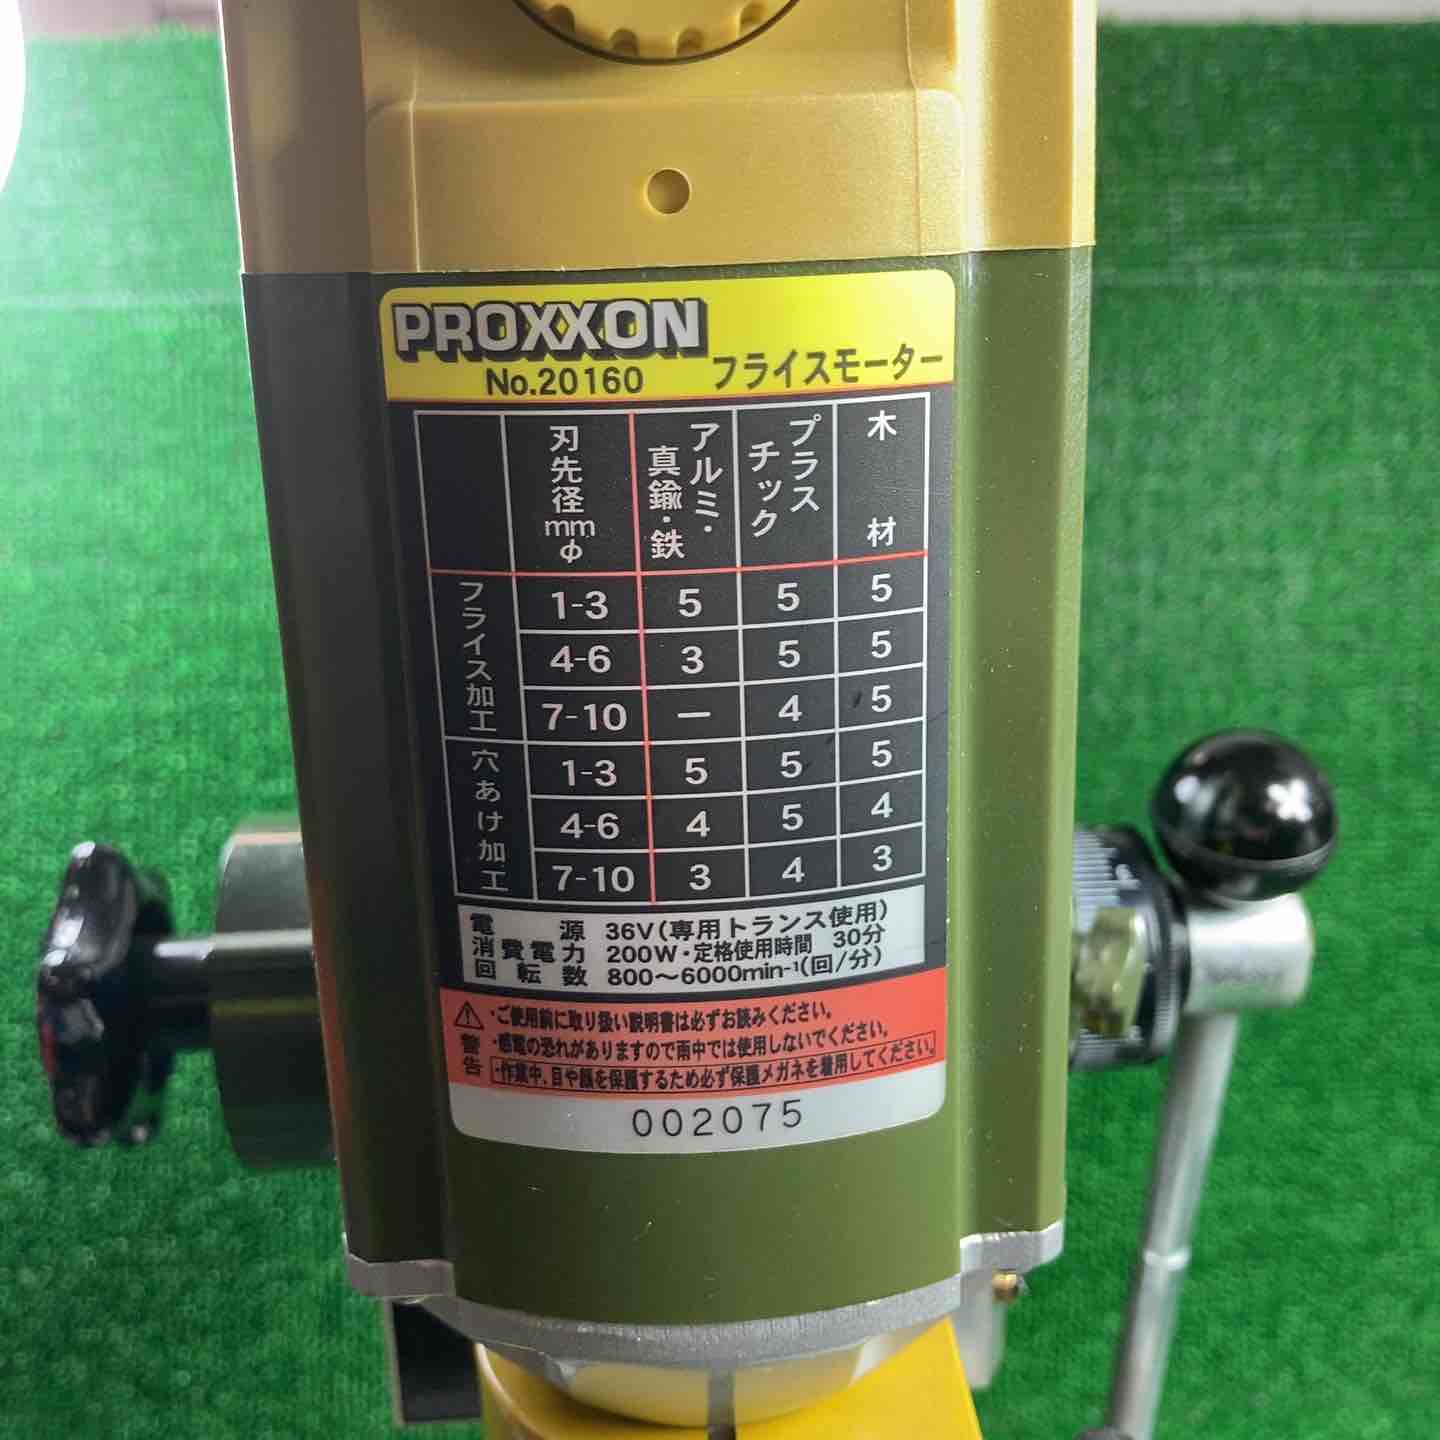 PROXXON
No.20160 フライスモーター
刃先径mmφ アルミ・真鍮・鉄 プラスチック 木材
フライス加工
1-3 5 5 5
4-6 3 5 5
7-10 — 4 5
穴あけ加工
1-3 5 5 5
4-6 4 5 4
7-10 3 4 3
電源 36V(専用トランス使用)
消費電力 200W・定格使用時間 30分
回転数 800〜6000min⁻¹(回/分)
⚠警告
・ご使用前に取り扱い説明書は必ずお読みください。
・感電の恐れがありますので雨中では使用しないでください。
・作業中、目や顔を保護するため必ず保護メガネを着用してください。
002075